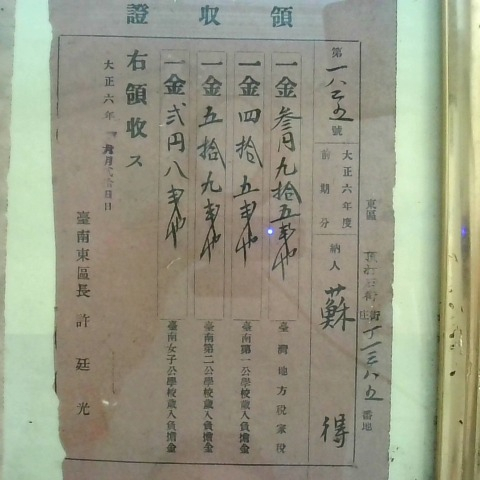 領收證
東區
番地
第一八三五號
大正六年度
前期分
納人 蘇 得
一金 參円九拾五錢也 臺灣地方稅家稅
一金 四拾五錢也 臺南第一公學校歲入負擔金
一金 五拾九錢也 臺南第二公學校歲入負擔金
一金 貳円八錢也 臺南女子公學校歲入負擔金
右領收ス
大正六年 月 日
臺南東區長 許廷光